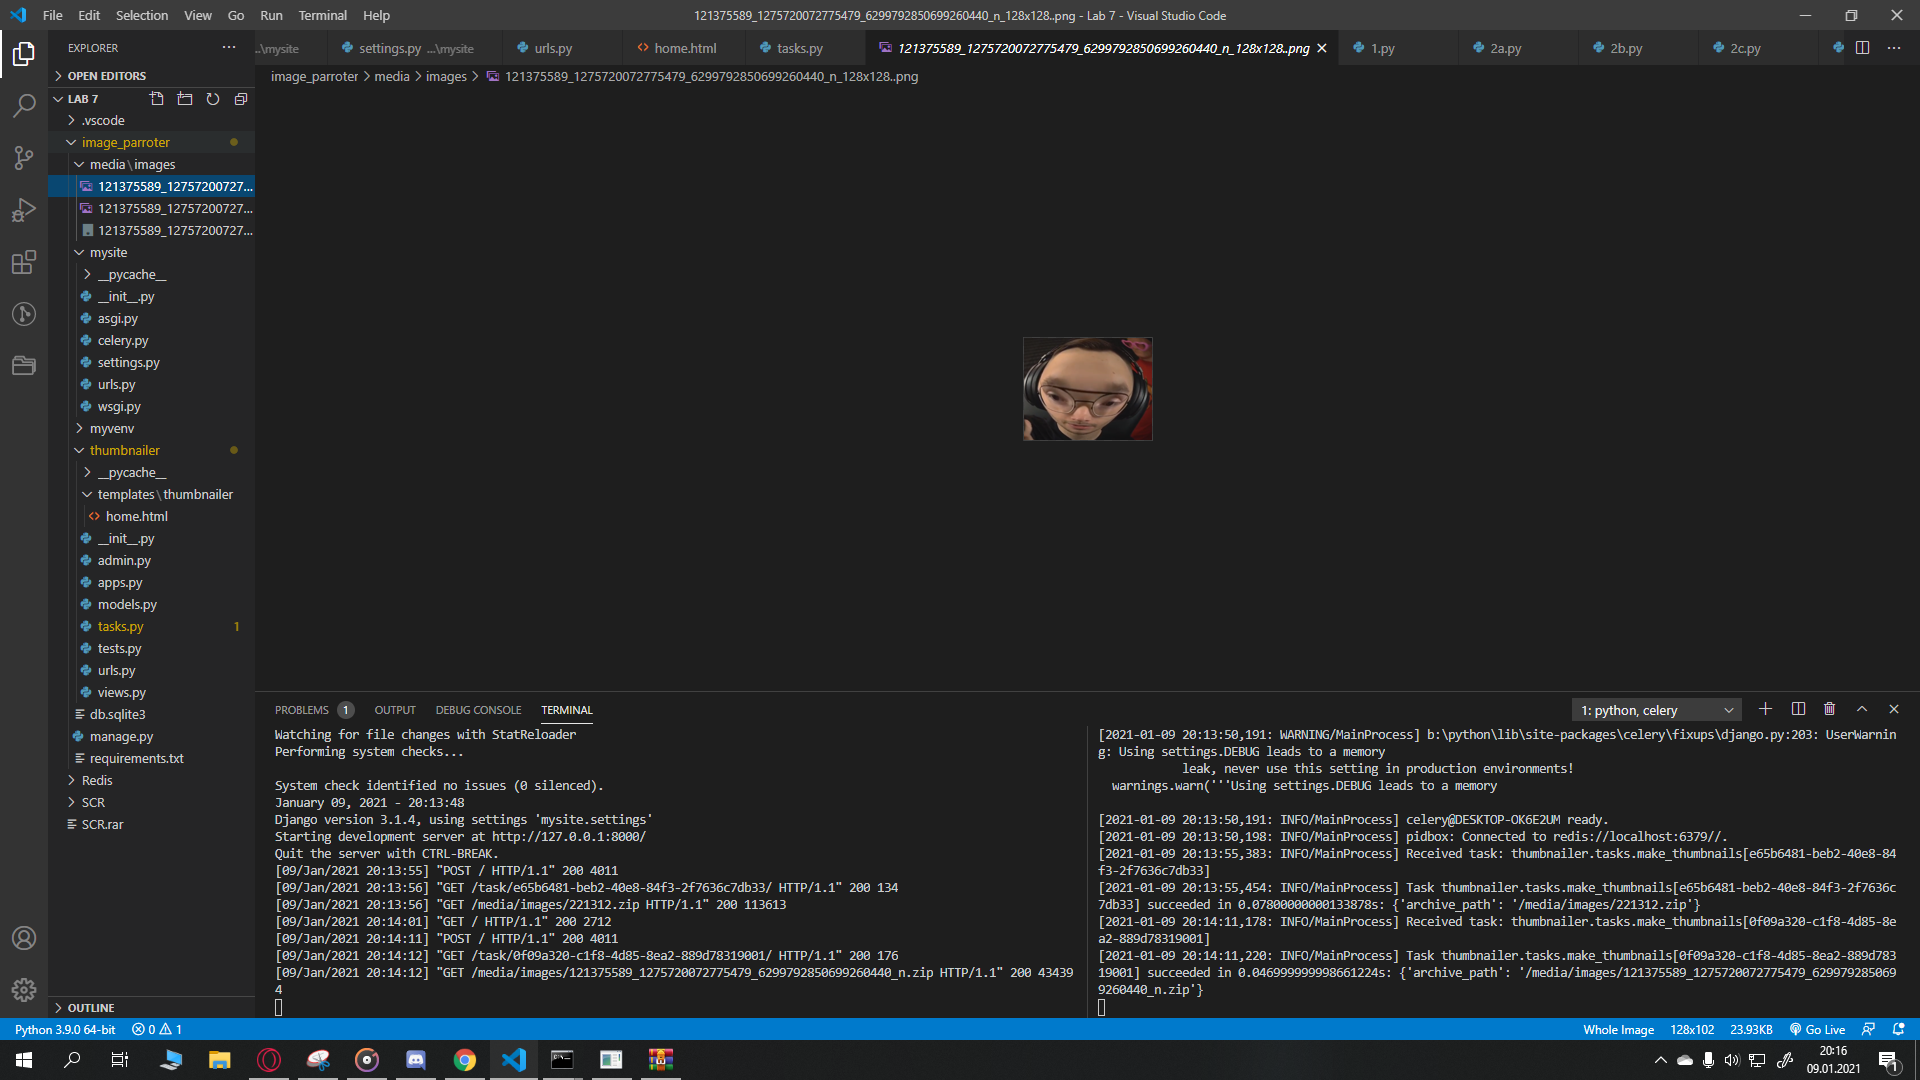 File Edit Selection View Go Run Terminal Help
121375589_1275720072775479_6299792850699260440_n_128x128..png - Lab 7 - Visual Studio Code
EXPLORER
..\mysite
settings.py ...\mysite
urls.py
home.html
tasks.py
121375589_1275720072775479_6299792850699260440_n_128x128..png
1.py
2a.py
2b.py
2c.py
image_parroter > media > images > 121375589_1275720072775479_6299792850699260440_n_128x128..png
OPEN EDITORS
LAB 7
.vscode
image_parroter
media\images
121375589_12757200727...
121375589_12757200727...
121375589_12757200727...
mysite
__pycache__
__init__.py
asgi.py
celery.py
settings.py
urls.py
wsgi.py
myvenv
thumbnailer
__pycache__
templates\thumbnailer
home.html
__init__.py
admin.py
apps.py
models.py
tasks.py 1
tests.py
urls.py
views.py
db.sqlite3
manage.py
requirements.txt
Redis
SCR
SCR.rar
OUTLINE
PROBLEMS 1 OUTPUT DEBUG CONSOLE TERMINAL
1: python, celery
Watching for file changes with StatReloader
Performing system checks...
System check identified no issues (0 silenced).
January 09, 2021 - 20:13:48
Django version 3.1.4, using settings 'mysite.settings'
Starting development server at http://127.0.0.1:8000/
Quit the server with CTRL-BREAK.
[09/Jan/2021 20:13:55] "POST / HTTP/1.1" 200 4011
[09/Jan/2021 20:13:56] "GET /task/e65b6481-beb2-40e8-84f3-2f7636c7db33/ HTTP/1.1" 200 134
[09/Jan/2021 20:13:56] "GET /media/images/221312.zip HTTP/1.1" 200 113613
[09/Jan/2021 20:14:01] "GET / HTTP/1.1" 200 2712
[09/Jan/2021 20:14:11] "POST / HTTP/1.1" 200 4011
[09/Jan/2021 20:14:12] "GET /task/0f09a320-c1f8-4d85-8ea2-889d78319001/ HTTP/1.1" 200 176
[09/Jan/2021 20:14:12] "GET /media/images/121375589_1275720072775479_6299792850699260440_n.zip HTTP/1.1" 200 43439
4
[2021-01-09 20:13:50,191: WARNING/MainProcess] b:\python\lib\site-packages\celery\fixups\django.py:203: UserWarnin
g: Using settings.DEBUG leads to a memory
leak, never use this setting in production environments!
warnings.warn('''Using settings.DEBUG leads to a memory
[2021-01-09 20:13:50,191: INFO/MainProcess] celery@DESKTOP-OK6E2UM ready.
[2021-01-09 20:13:50,198: INFO/MainProcess] pidbox: Connected to redis://localhost:6379//.
[2021-01-09 20:13:55,383: INFO/MainProcess] Received task: thumbnailer.tasks.make_thumbnails[e65b6481-beb2-40e8-84
f3-2f7636c7db33]
[2021-01-09 20:13:55,454: INFO/MainProcess] Task thumbnailer.tasks.make_thumbnails[e65b6481-beb2-40e8-84f3-2f7636c
7db33] succeeded in 0.07800000000133878s: {'archive_path': '/media/images/221312.zip'}
[2021-01-09 20:14:11,178: INFO/MainProcess] Received task: thumbnailer.tasks.make_thumbnails[0f09a320-c1f8-4d85-8e
a2-889d78319001]
[2021-01-09 20:14:11,220: INFO/MainProcess] Task thumbnailer.tasks.make_thumbnails[0f09a320-c1f8-4d85-8ea2-889d783
19001] succeeded in 0.046999999998661224s: {'archive_path': '/media/images/121375589_1275720072775479_629979285069
9260440_n.zip'}
Python 3.9.0 64-bit 0 1
Whole Image 128x102 23.93KB Go Live
20:16
09.01.2021
1